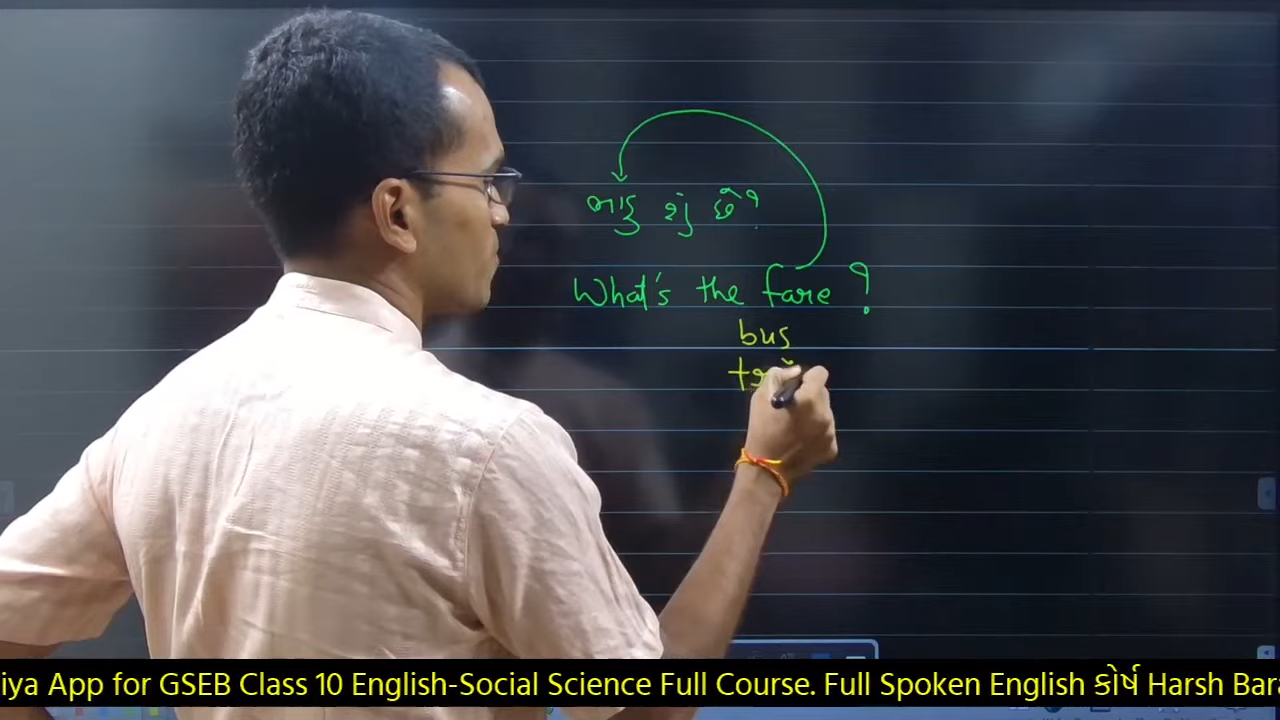 ભાડું શું છે?
What's the fare?
bus
iya App for GSEB Class 10 English-Social Science Full Course. Full Spoken English કોર્ષ Harsh Bara